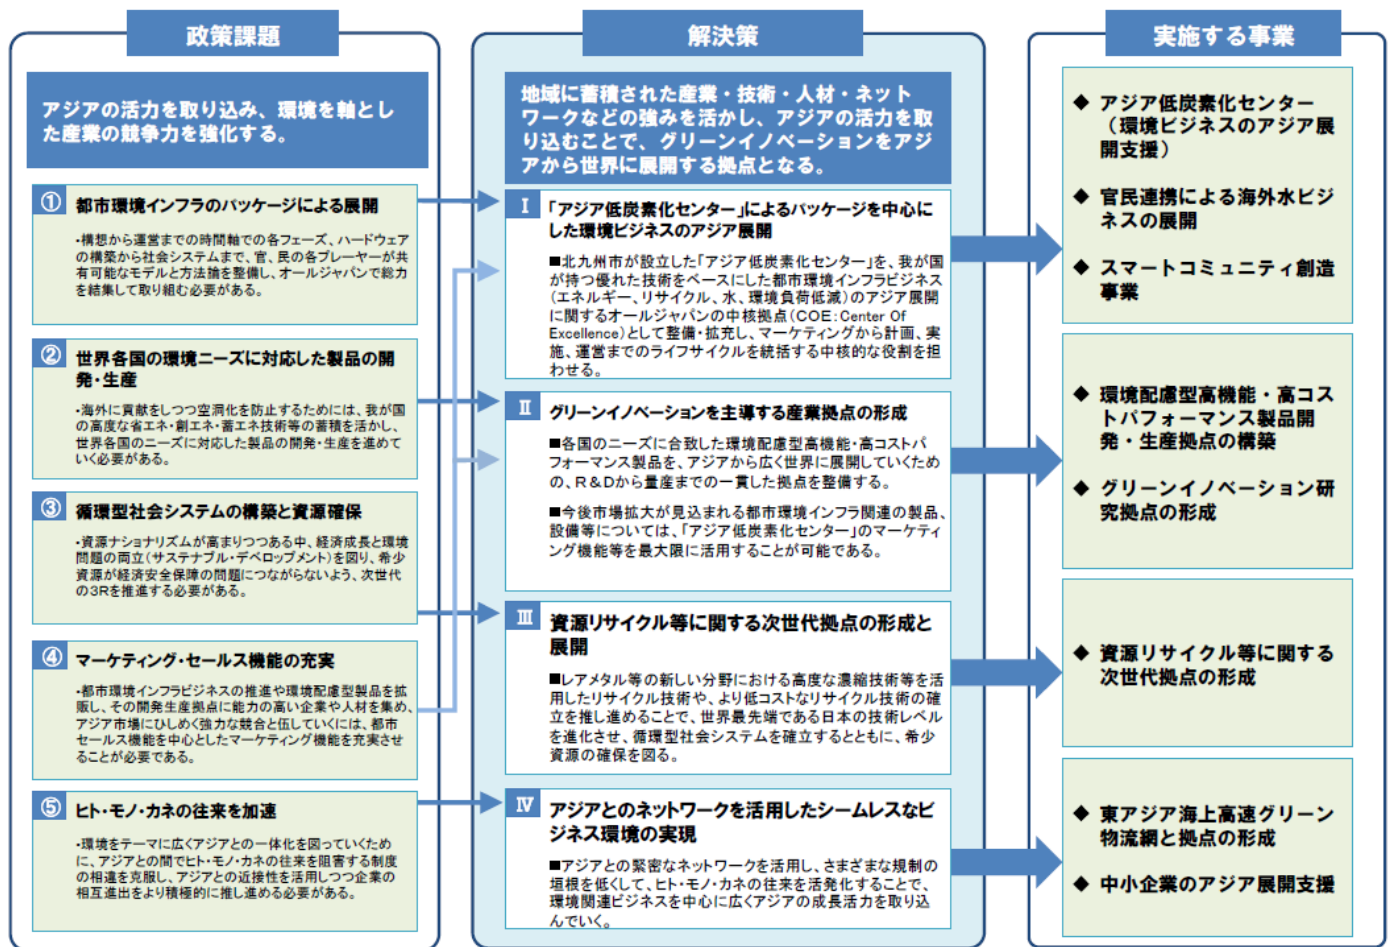 政策課題
アジアの活力を取り込み、環境を軸とし
た産業の競争力を強化する。
① 都市環境インフラのパッケージによる展開
・構想から運営までの時間軸での各フェーズ、ハードウェア
の構築から社会システムまで、官、民の各プレーヤーが共
有可能なモデルと方法論を整備し、オールジャパンで総力
を結集して取り組む必要がある。
② 世界各国の環境ニーズに対応した製品の開
発・生産
・海外に貢献をしつつ空洞化を防止するためには、我が国
の高度な省エネ・創エネ・蓄エネ技術等の蓄積を活かし、
世界各国のニーズに対応した製品の開発・生産を進めて
いく必要がある。
③ 循環型社会システムの構築と資源確保
・資源ナショナリズムが高まりつつある中、経済成長と環境
問題の両立(サステナブル・デベロップメント)を図り、希少
資源が経済安全保障の問題につながらないよう、次世代
の3Rを推進する必要がある。
④ マーケティング・セールス機能の充実
・都市環境インフラビジネスの推進や環境配慮型製品を拡
販し、その開発生産拠点に能力の高い企業や人材を集め、
アジア市場にひしめく強力な競合と伍していくには、都市
セールス機能を中心としたマーケティング機能を充実させ
ることが必要である。
⑤ ヒト・モノ・カネの往来を加速
・環境をテーマに広くアジアとの一体化を図っていくため
に、アジアとの間でヒト・モノ・カネの往来を阻害する制度
の相違を克服し、アジアとの近接性を活用しつつ企業の
相互進出をより積極的に推し進める必要がある。
解決策
地域に蓄積された産業・技術・人材・ネット
ワークなどの強みを活かし、アジアの活力を取
り込むことで、グリーンイノベーションをアジ
アから世界に展開する拠点となる。
Ⅰ 「アジア低炭素化センター」によるパッケージを中心に
した環境ビジネスのアジア展開
■北九州市が設立した「アジア低炭素化センター」を、我が国
が持つ優れた技術をベースにした都市環境インフラビジネス
(エネルギー、リサイクル、水、環境負荷低減)のアジア展開
に関するオールジャパンの中核拠点(COE:Center Of
Excellence)として整備・拡充し、マーケティングから計画、実
施、運営までのライフサイクルを統括する中核的な役割を担
わせる。
Ⅱ グリーンイノベーションを主導する産業拠点の形成
■各国のニーズに合致した環境配慮型高機能・高コストパ
フォーマンス製品を、アジアから広く世界に展開していくため
の、R&Dから量産までの一貫した拠点を整備する。
■今後市場拡大が見込まれる都市環境インフラ関連の製品、
設備等については、「アジア低炭素化センター」のマーケティ
ング機能等を最大限に活用することが可能である。
Ⅲ 資源リサイクル等に関する次世代拠点の形成と
展開
■レアメタル等の新しい分野における高度な濃縮技術等を活
用したリサイクル技術や、より低コストなリサイクル技術の確
立を推し進めることで、世界最先端である日本の技術レベル
を進化させ、循環型社会システムを確立するとともに、希少
資源の確保を図る。
Ⅳ アジアとのネットワークを活用したシームレスなビ
ジネス環境の実現
■アジアとの緊密なネットワークを活用し、さまざまな規制の
垣根を低くして、ヒト・モノ・カネの往来を活発化することで、
環境関連ビジネスを中心に広くアジアの成長活力を取り込
んでいく。
実施する事業
◆ アジア低炭素化センター
(環境ビジネスのアジア展
開支援)
◆ 官民連携による海外水ビジ
ネスの展開
◆ スマートコミュニティ創造
事業
◆ 環境配慮型高機能・高コス
トパフォーマンス製品開
発・生産拠点の構築
◆ グリーンイノベーション研
究拠点の形成
◆ 資源リサイクル等に関する
次世代拠点の形成
◆ 東アジア海上高速グリーン
物流網と拠点の形成
◆ 中小企業のアジア展開支援